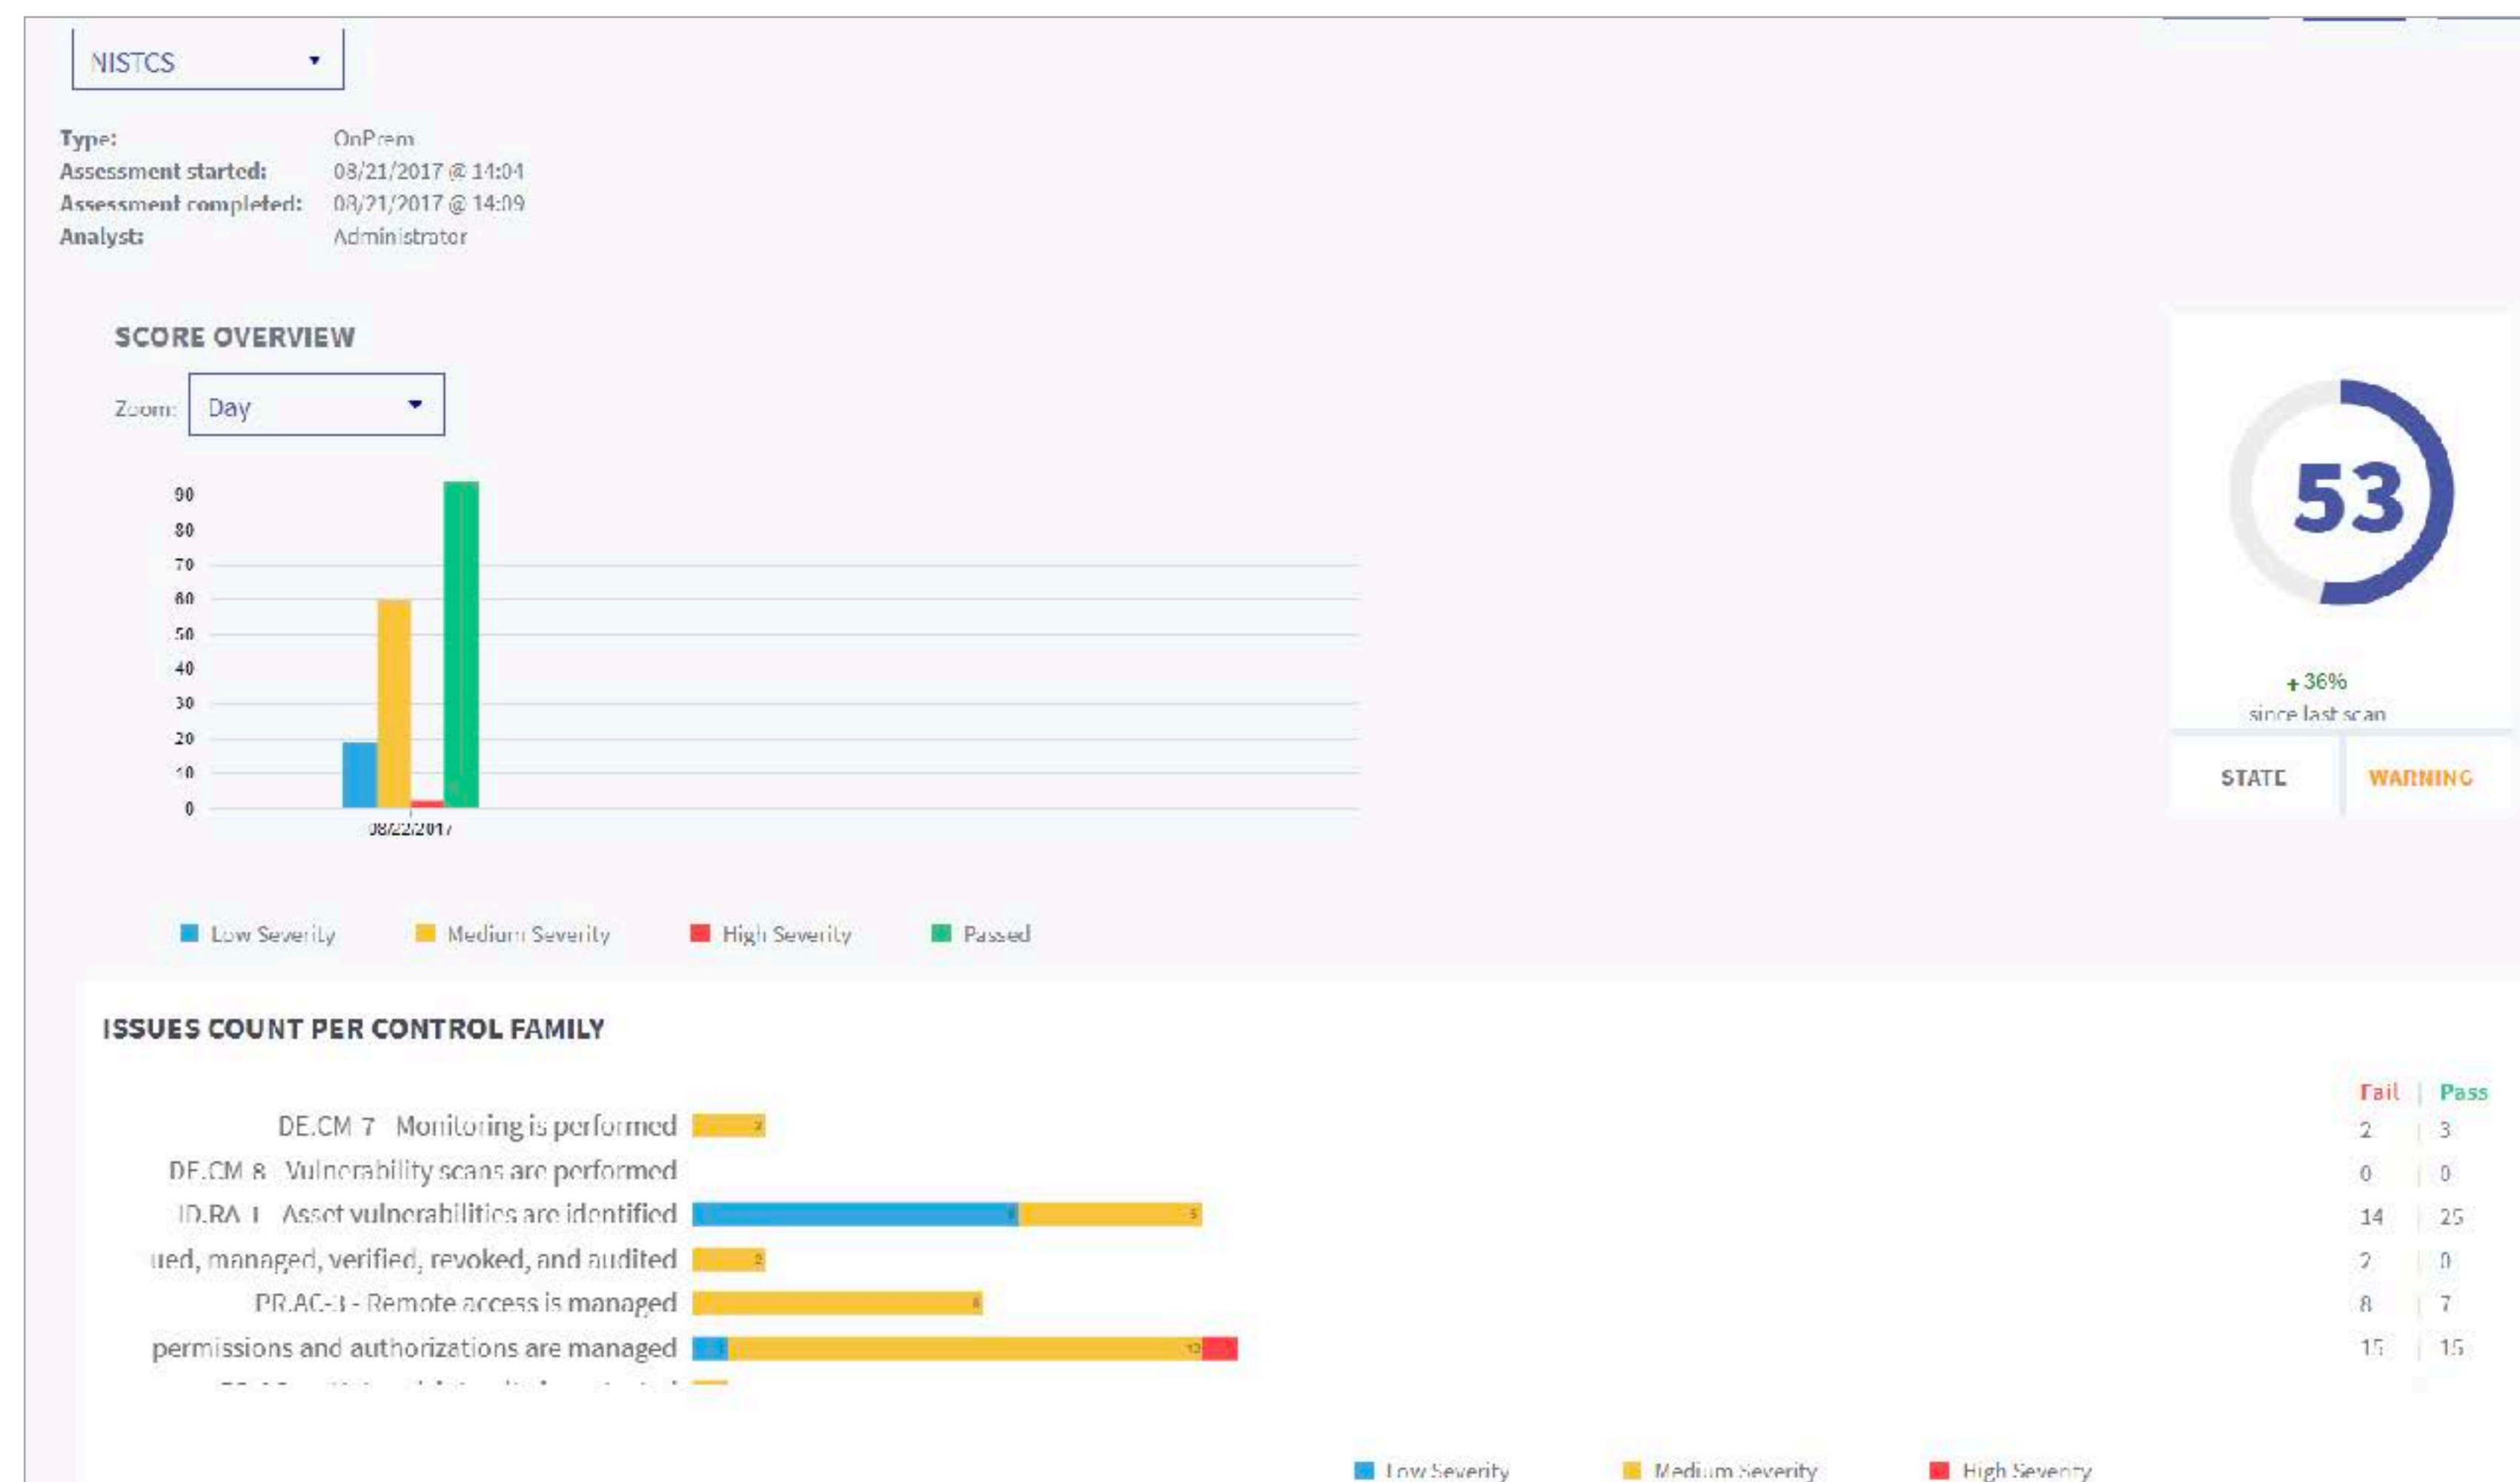 NISTCS
Type: OnPrem
Assessment started: 08/21/2017 @ 14:04
Assessment completed: 08/21/2017 @ 14:09
Analyst: Administrator
SCORE OVERVIEW
Zoom: Day
90
80
70
60
50
40
30
20
10
0
08/22/2017
Low Severity Medium Severity High Severity Passed
53
+ 36%
since last scan
STATE WARNING
ISSUES COUNT PER CONTROL FAMILY
Fail | Pass
DE.CM 7 Monitoring is performed 2 2 | 3
DE.CM 8 Vulnerability scans are performed 0 | 0
ID.RA 1 Asset vulnerabilities are identified 5 14 | 25
ued, managed, verified, revoked, and audited 2 2 | 0
PR.AC-3 - Remote access is managed 8 8 | 7
permissions and authorizations are managed 15 | 15
Low Severity Medium Severity High Severity